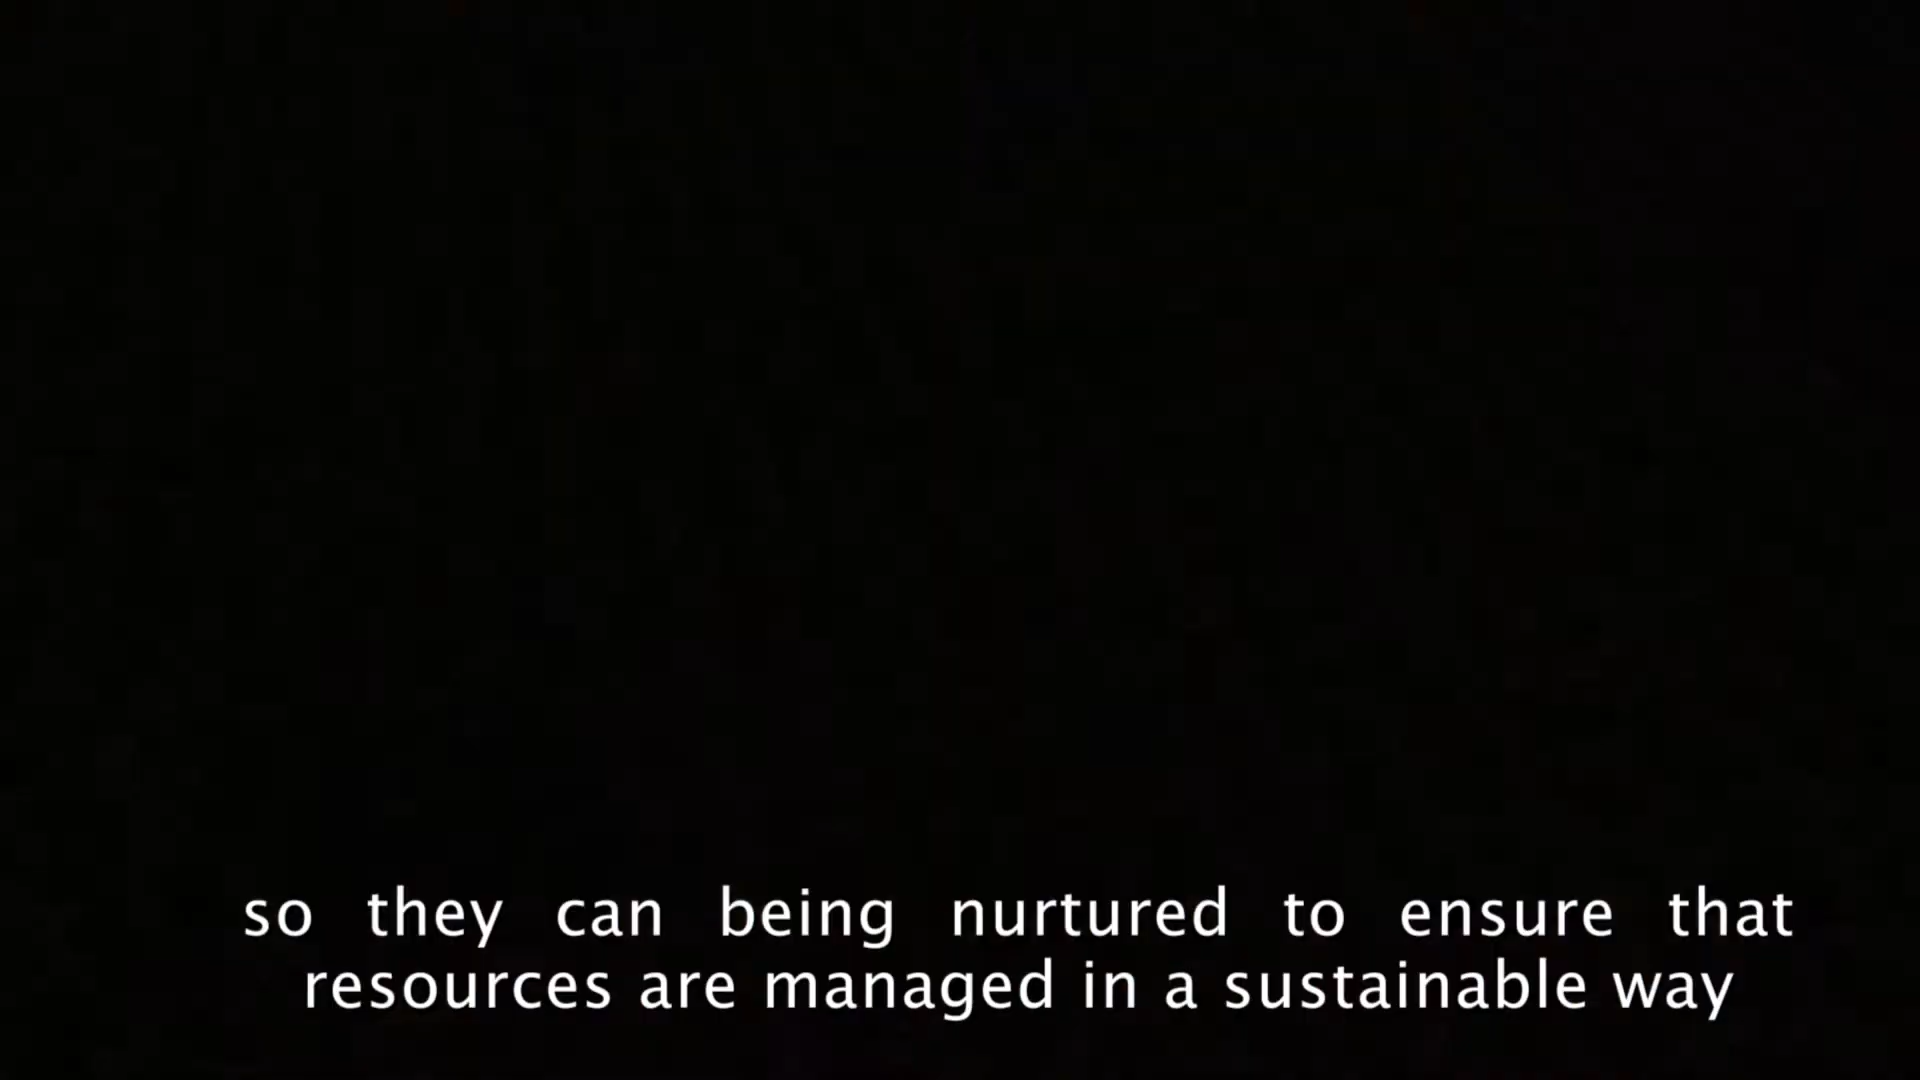 so they can being nurtured to ensure that
resources are managed in a sustainable way